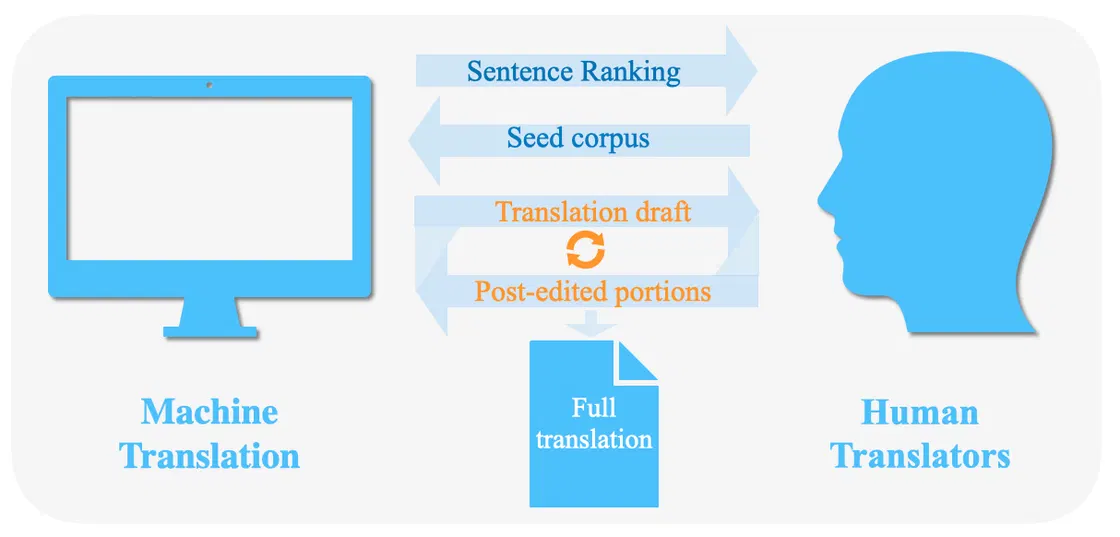 Sentence Ranking
Seed corpus
Translation draft
Post-edited portions
Full
translation
Machine
Translation
Human
Translators